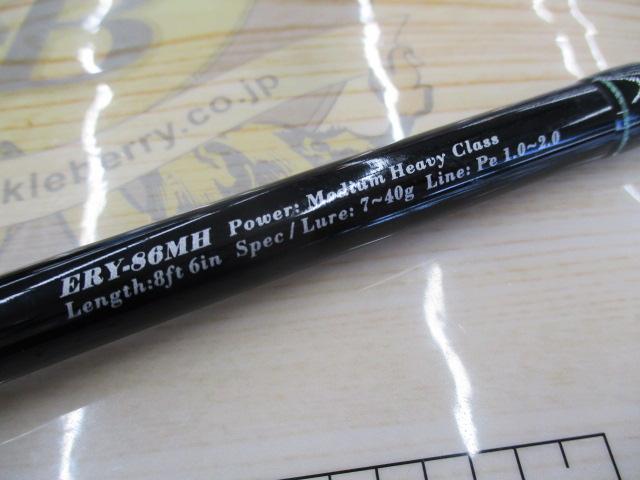 ERY-86MH Power: Medium Heavy Class
Length:8ft 6in Spec / Lure: 7~40g Line: Pe 1.0~2.0
kleberry.co.jp